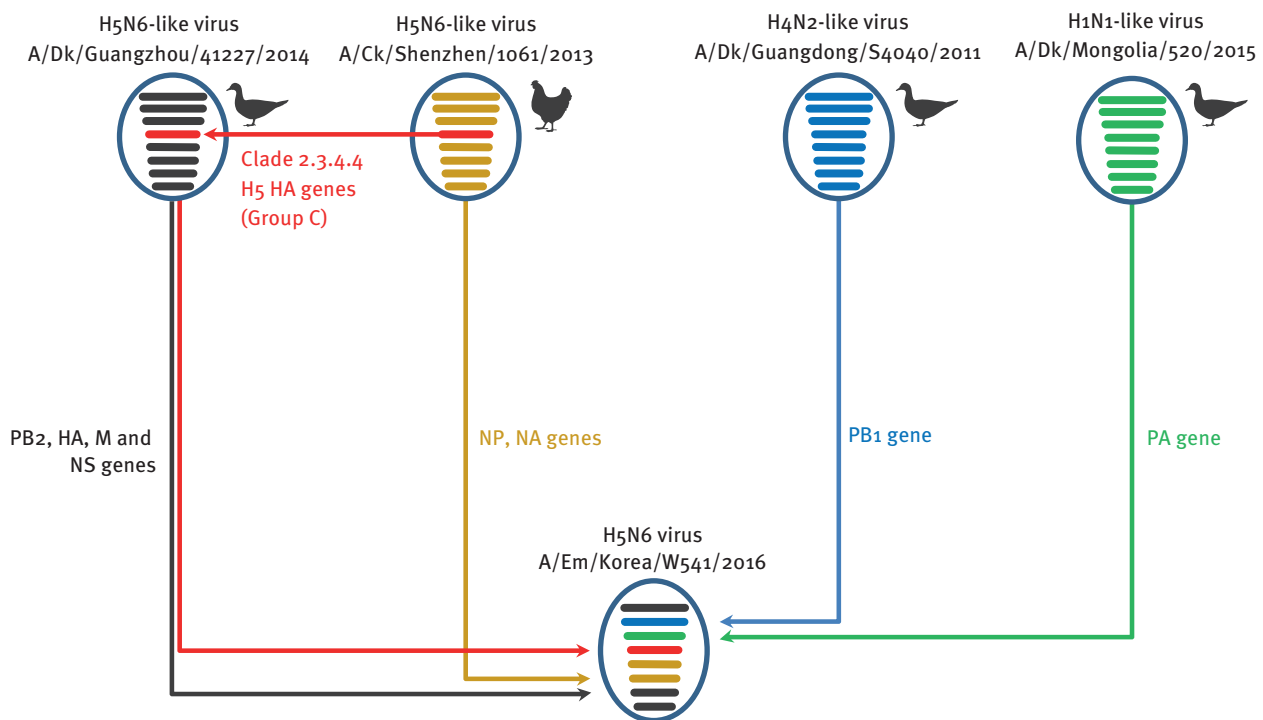 H5N6-like virus
A/Dk/Guangzhou/41227/2014
H5N6-like virus
A/Ck/Shenzhen/1061/2013
H4N2-like virus
A/Dk/Guangdong/S4040/2011
H1N1-like virus
A/Dk/Mongolia/520/2015
Clade 2.3.4.4
H5 HA genes
(Group C)
PB2, HA, M and
NS genes
NP, NA genes
PB1 gene
PA gene
H5N6 virus
A/Em/Korea/W541/2016